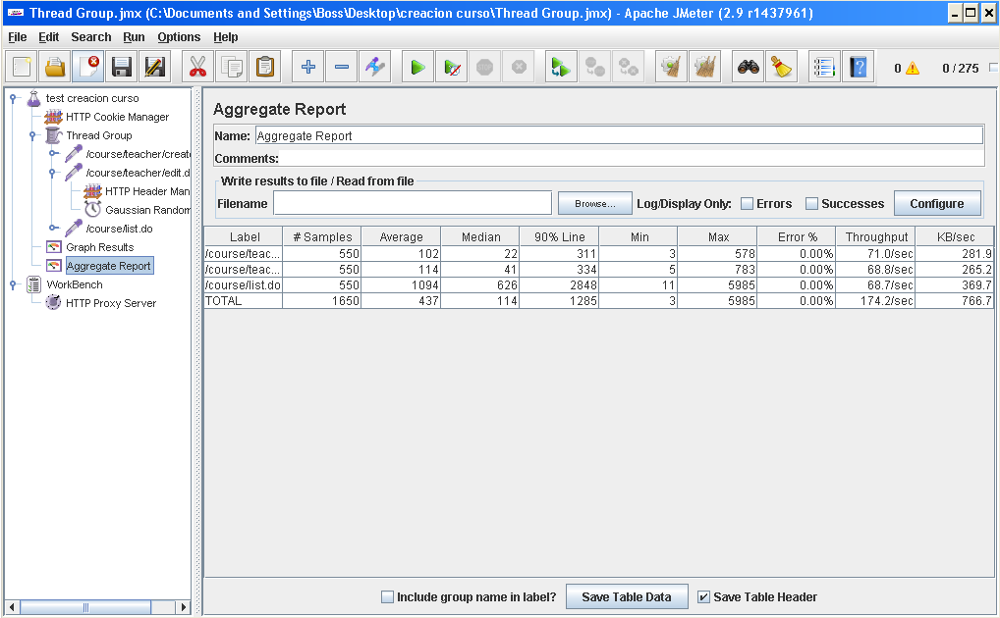 Thread Group.jmx (C:\Documents and Settings\Boss\Desktop\creacion curso\Thread Group.jmx) - Apache JMeter (2.9 r1437961)
File Edit Search Run Options Help
0 0 / 275
test creacion curso
HTTP Cookie Manager
Thread Group
/course/teacher/creat
/course/teacher/edit.d
HTTP Header Man
Gaussian Random
/course/list.do
Graph Results
Aggregate Report
WorkBench
HTTP Proxy Server
Aggregate Report
Name: Aggregate Report
Comments:
Write results to file / Read from file
Filename Browse... Log/Display Only: Errors Successes Configure
Label # Samples Average Median 90% Line Min Max Error % Throughput KB/sec
/course/teac... 550 102 22 311 3 578 0.00% 71.0/sec 281.9
/course/teac... 550 114 41 334 5 783 0.00% 68.8/sec 265.2
/course/list.do 550 1094 626 2848 11 5985 0.00% 68.7/sec 369.7
TOTAL 1650 437 114 1285 3 5985 0.00% 174.2/sec 766.7
Include group name in label? Save Table Data Save Table Header